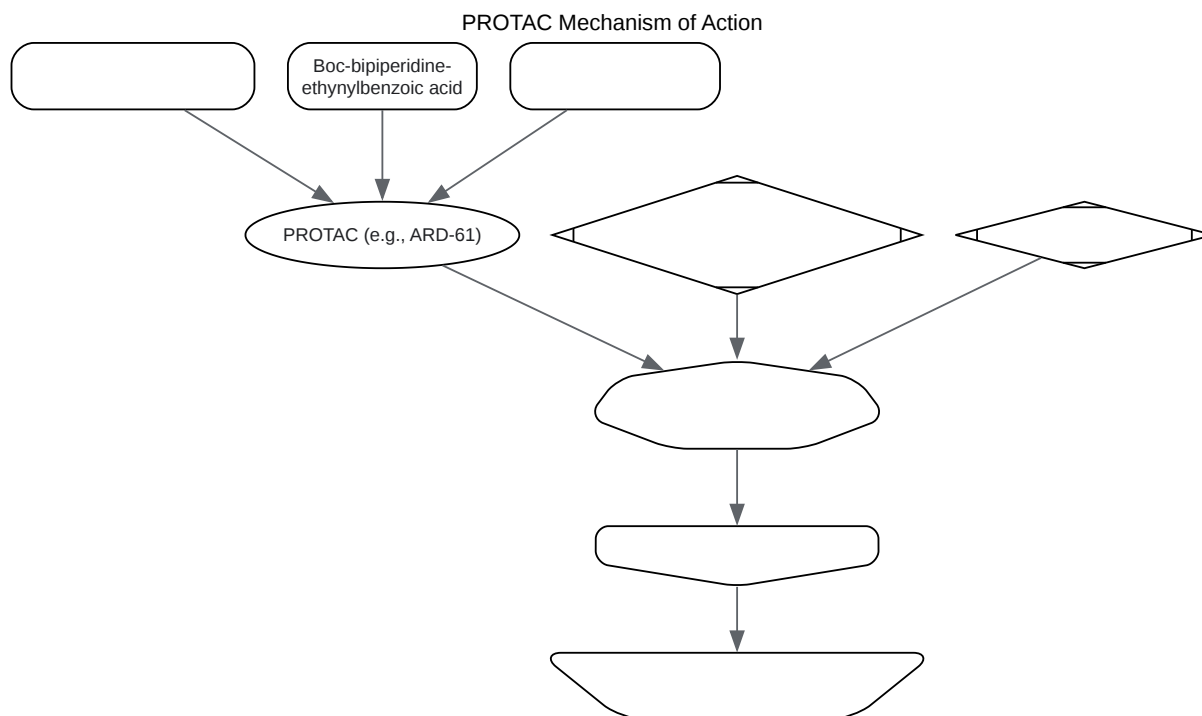 PROTAC Mechanism of Action
Boc-bipiperidine-
ethynylbenzoic acid
PROTAC (e.g., ARD-61)